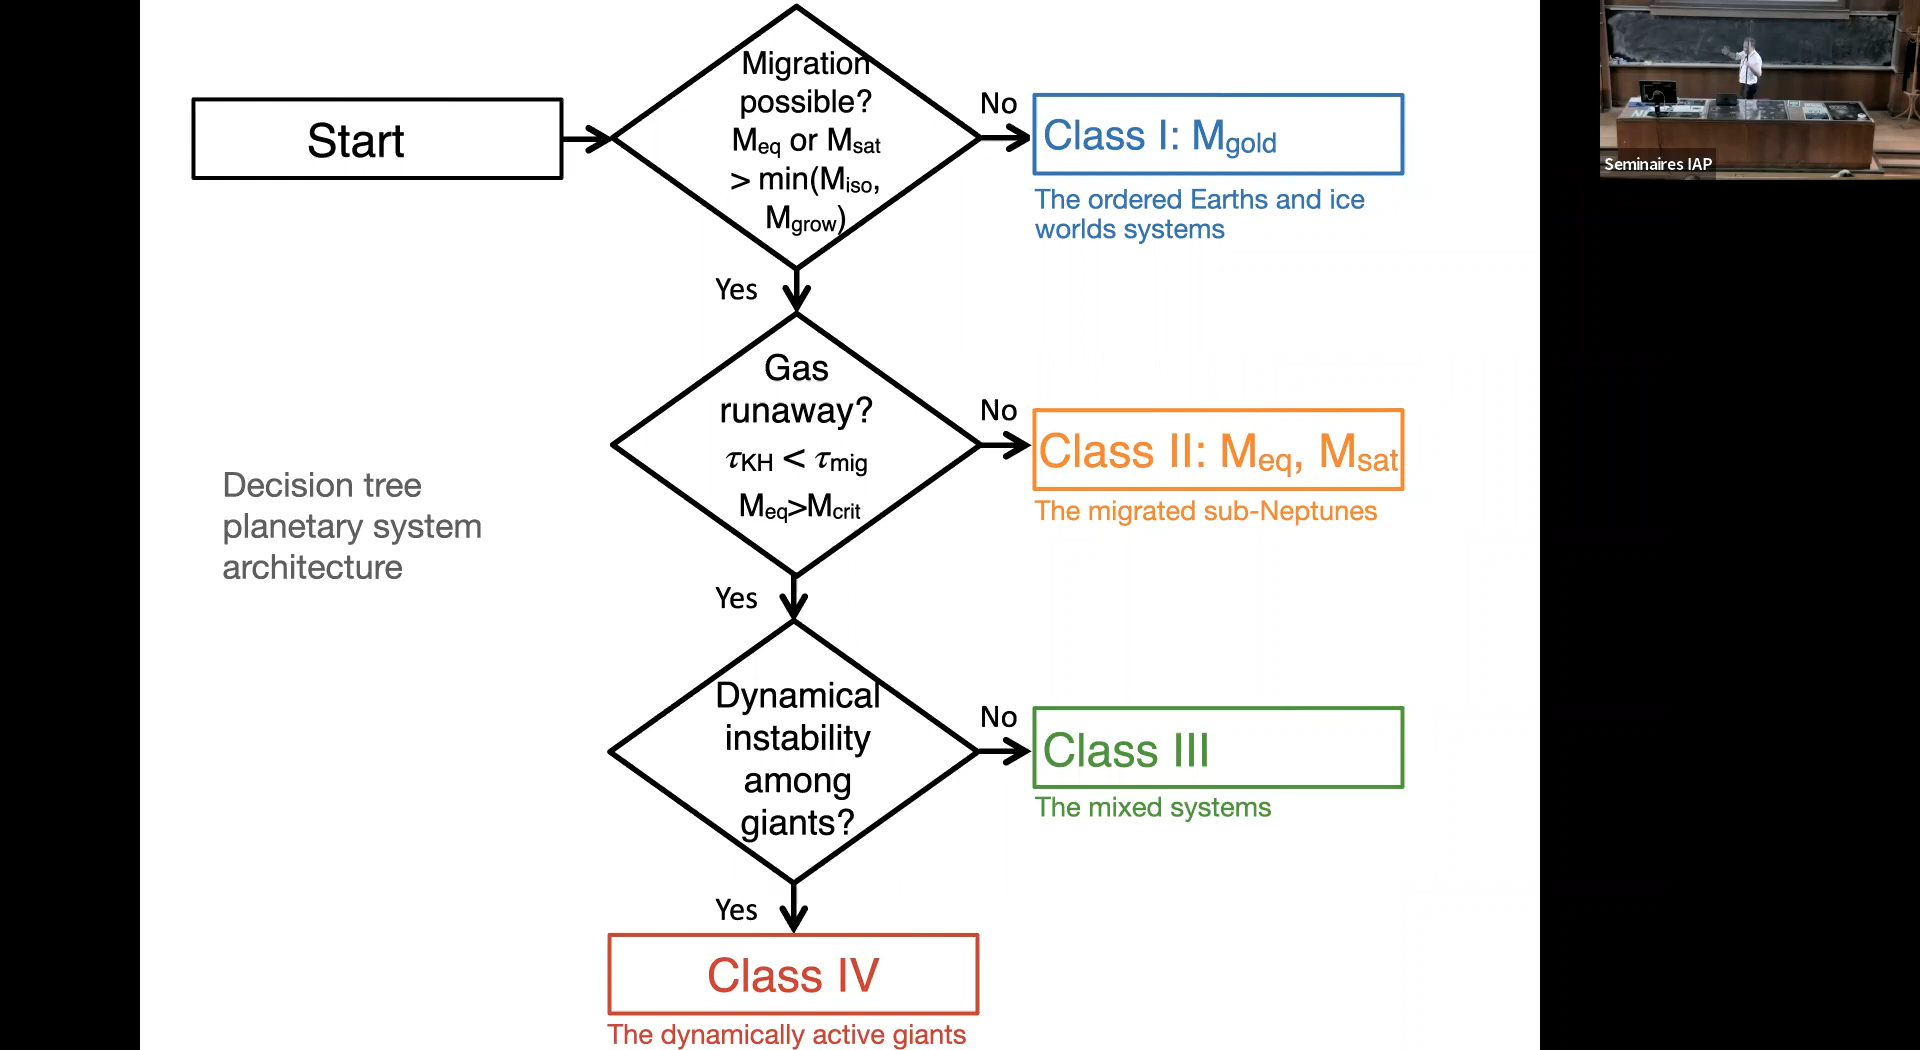 Start
Migration
possible?
Meq or Msat
> min(Miso,
Mgrow)
No
Class I: Mgold
The ordered Earths and ice
worlds systems
Yes
Gas
runaway?
τKH < τmig
Meq>Mcrit
No
Class II: Meq, Msat
The migrated sub-Neptunes
Decision tree
planetary system
architecture
Yes
Dynamical
instability
among
giants?
No
Class III
The mixed systems
Yes
Class IV
The dynamically active giants
Seminaires IAP